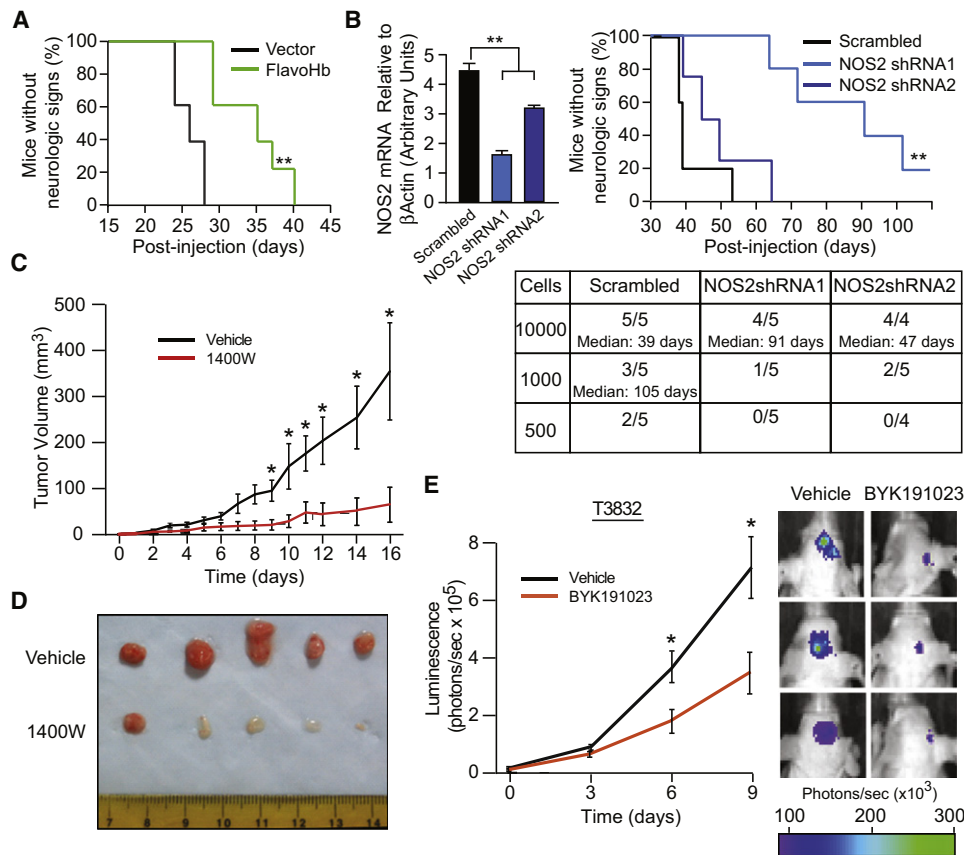 A
Mice without
neurologic signs (%)
100
80
60
40
20
0
Vector
FlavoHb
**
15 20 25 30 35 40 45
Post-injection (days)
B
NOS2 mRNA Relative to
βActin (Arbitrary Units)
5
4
3
2
1
0
**
Scrambled
NOS2 shRNA1
NOS2 shRNA2
Mice without
neurologic signs (%)
100
80
60
40
20
0
Scrambled
NOS2 shRNA1
NOS2 shRNA2
**
30 40 50 60 70 80 90 100
Post-injection (days)
Cells Scrambled NOS2shRNA1 NOS2shRNA2
10000 5/5 4/5 4/4
Median: 39 days Median: 91 days Median: 47 days
1000 3/5 1/5 2/5
Median: 105 days
500 2/5 0/5 0/4
C
Tumor Volume (mm³)
500
400
300
200
100
0
Vehicle
1400W
* * * * * *
0 2 4 6 8 10 12 14 16
Time (days)
D
Vehicle
1400W
7 8 9 10 11 12 13 14
E
T3832
Luminescence
(photons/sec x 10⁵)
8
6
4
2
0
Vehicle
BYK191023
* *
0 3 6 9
Time (days)
Vehicle BYK191023
Photons/sec (x10³)
100 200 300